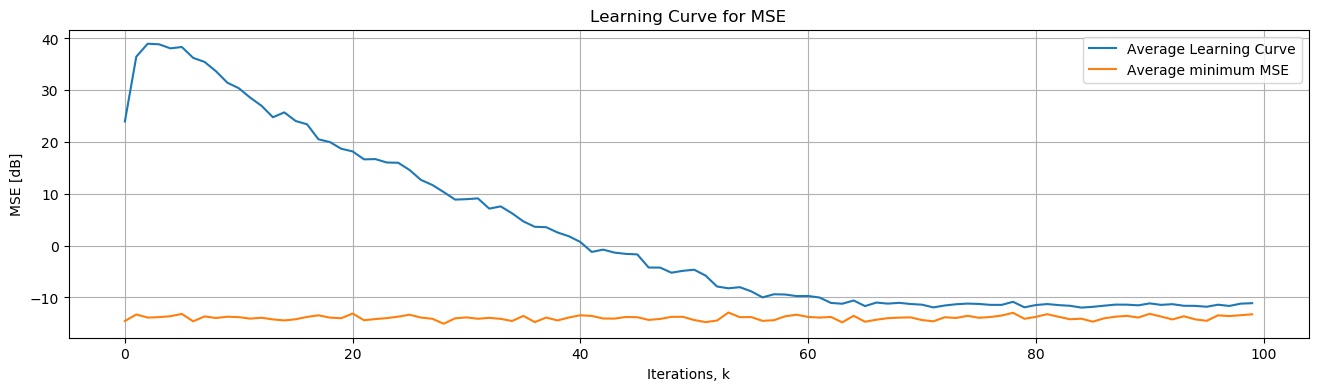 Learning Curve for MSE
Average Learning Curve
Average minimum MSE
MSE [dB]
40
30
20
10
0
−10
0
20
40
60
80
100
Iterations, k